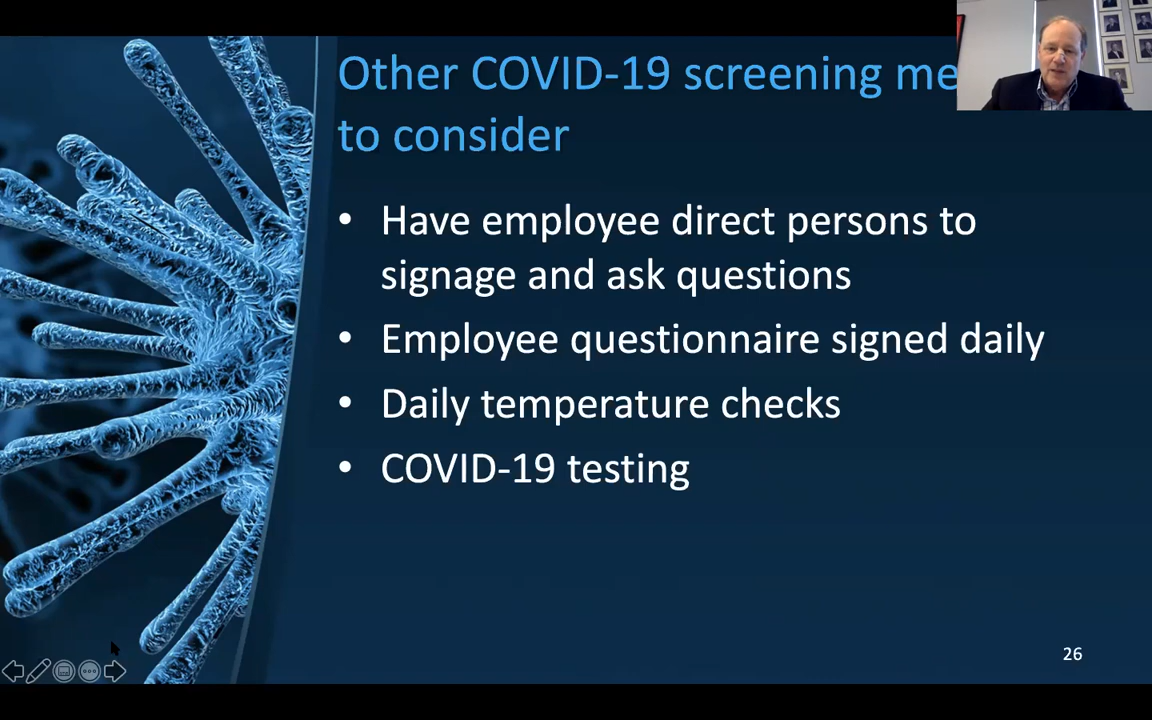 Other COVID-19 screening me
to consider
• Have employee direct persons to
signage and ask questions
• Employee questionnaire signed daily
• Daily temperature checks
• COVID-19 testing
26